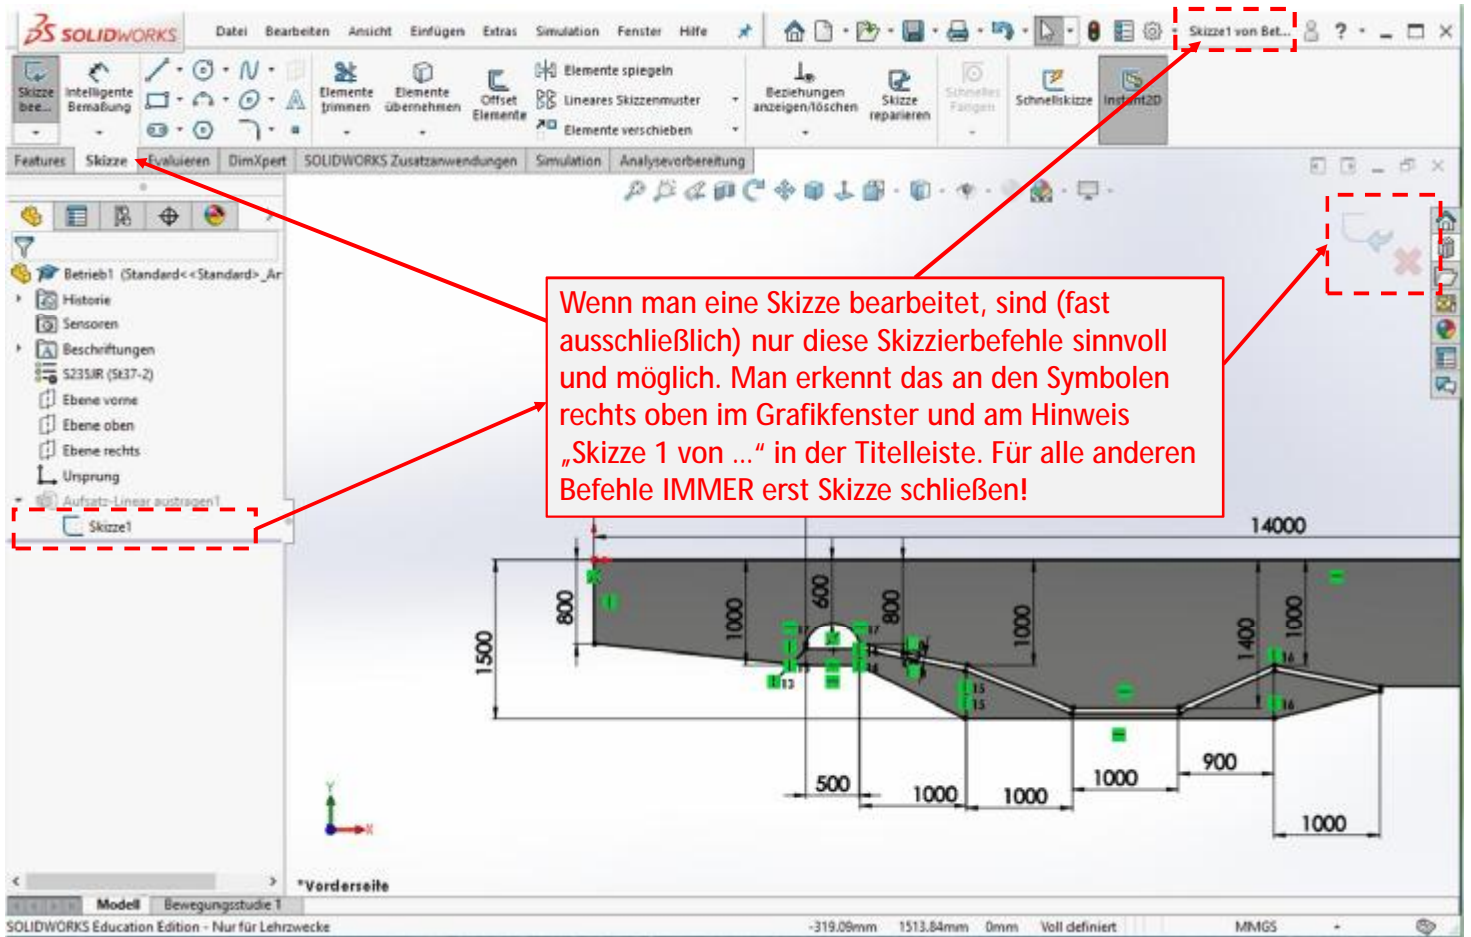 SOLIDWORKS Datei Bearbeiten Ansicht Einfügen Extras Simulation Fenster Hilfe Skizze1 von Bet... ?
Skizze bee...
Intelligente Bemaßung
Elemente trimmen
Elemente übernehmen
Offset Elemente
Elemente spiegeln
Lineares Skizzenmuster
Elemente verschieben
Beziehungen anzeigen/löschen
Skizze reparieren
Schnelles Fangen
Schnellskizze
Instant2D
Features Skizze Evaluieren DimXpert SOLIDWORKS Zusatzanwendungen Simulation Analysevorbereitung
Betrieb1 (Standard<<Standard>_Ar
Historie
Sensoren
Beschriftungen
S235JR (St37-2)
Ebene vorne
Ebene oben
Ebene rechts
Ursprung
Aufsatz-Linear austragen1
Skizze1
Wenn man eine Skizze bearbeitet, sind (fast
ausschließlich) nur diese Skizzierbefehle sinnvoll
und möglich. Man erkennt das an den Symbolen
rechts oben im Grafikfenster und am Hinweis
„Skizze 1 von ...“ in der Titelleiste. Für alle anderen
Befehle IMMER erst Skizze schließen!
14000
1500
800
1000
600
800
1000
1400
1000
17
17
13
15
15
16
16
500
1000
1000
1000
900
1000
Y
X
*Vorderseite
Modell Bewegungsstudie 1
SOLIDWORKS Education Edition - Nur für Lehrzwecke -319.09mm 1513.84mm 0mm Voll definiert MMGS